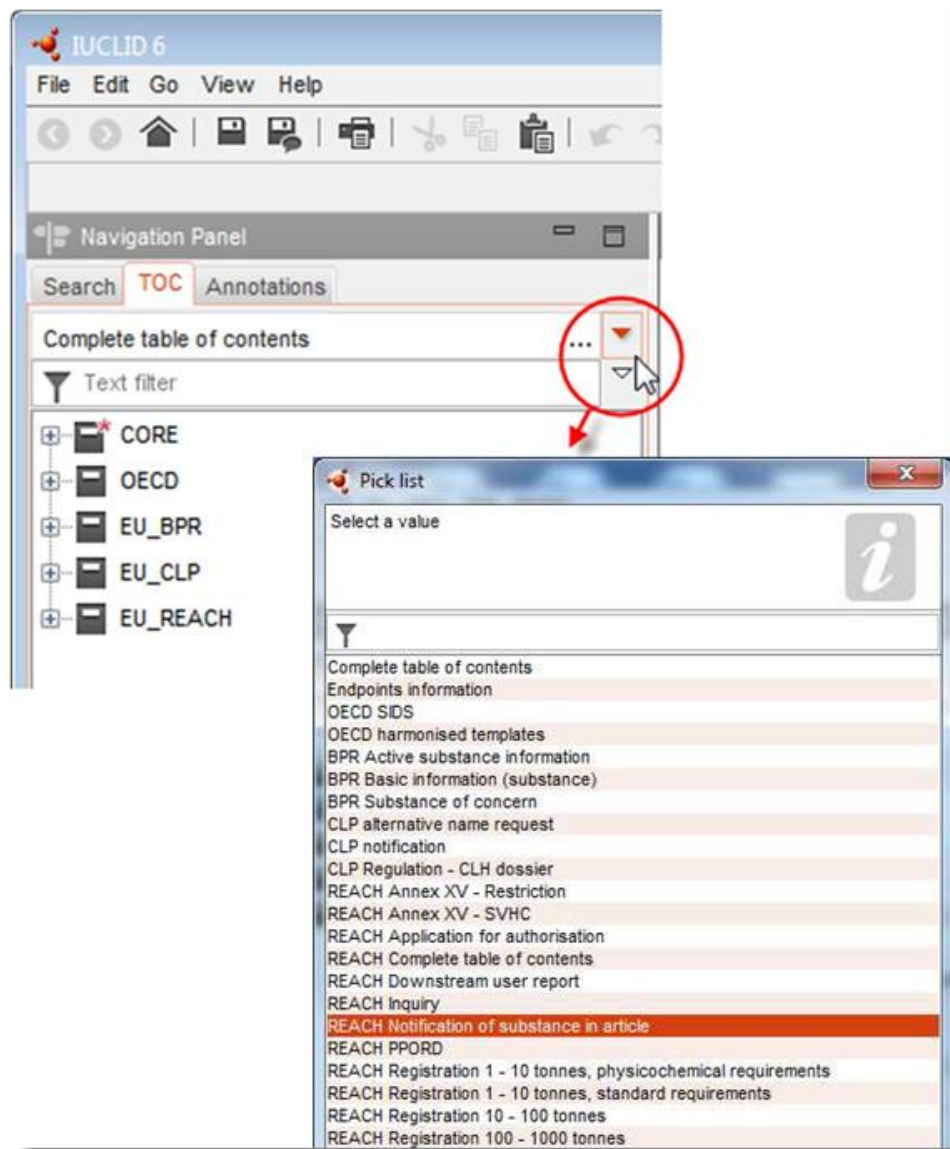 IUCLID 6
File Edit Go View Help
Navigation Panel
Search TOC Annotations
Complete table of contents ...
Text filter
CORE
OECD
EU_BPR
EU_CLP
EU_REACH
Pick list
Select a value
Complete table of contents
Endpoints information
OECD SIDS
OECD harmonised templates
BPR Active substance information
BPR Basic information (substance)
BPR Substance of concern
CLP alternative name request
CLP notification
CLP Regulation - CLH dossier
REACH Annex XV - Restriction
REACH Annex XV - SVHC
REACH Application for authorisation
REACH Complete table of contents
REACH Downstream user report
REACH Inquiry
REACH Notification of substance in article
REACH PPORD
REACH Registration 1 - 10 tonnes, physicochemical requirements
REACH Registration 1 - 10 tonnes, standard requirements
REACH Registration 10 - 100 tonnes
REACH Registration 100 - 1000 tonnes